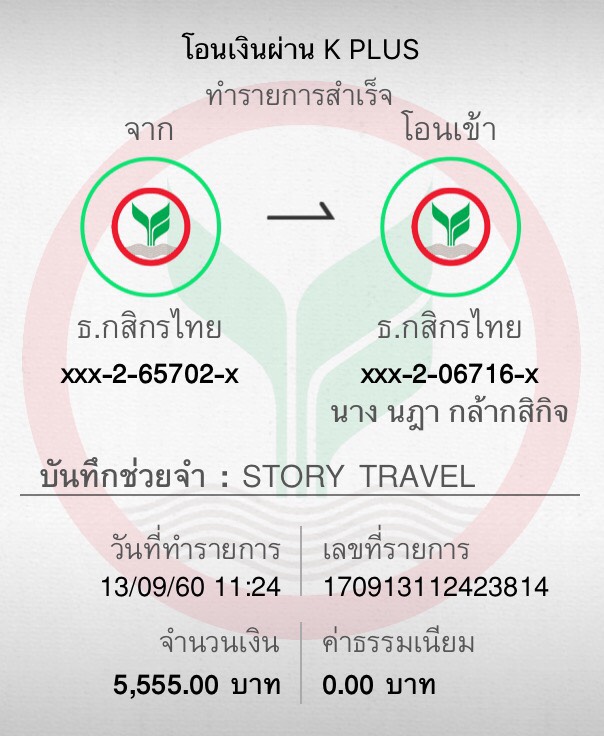 โอนเงินผ่าน K PLUS
ทำรายการสำเร็จ
จาก
โอนเข้า
ธ.กสิกรไทย
xxx-2-65702-x
ธ.กสิกรไทย
xxx-2-06716-x
นาง นฎา กล้ากสิกิจ
บันทึกช่วยจำ : STORY TRAVEL
วันที่ทำรายการ
13/09/60 11:24
เลขที่รายการ
170913112423814
จำนวนเงิน
5,555.00 บาท
ค่าธรรมเนียม
0.00 บาท